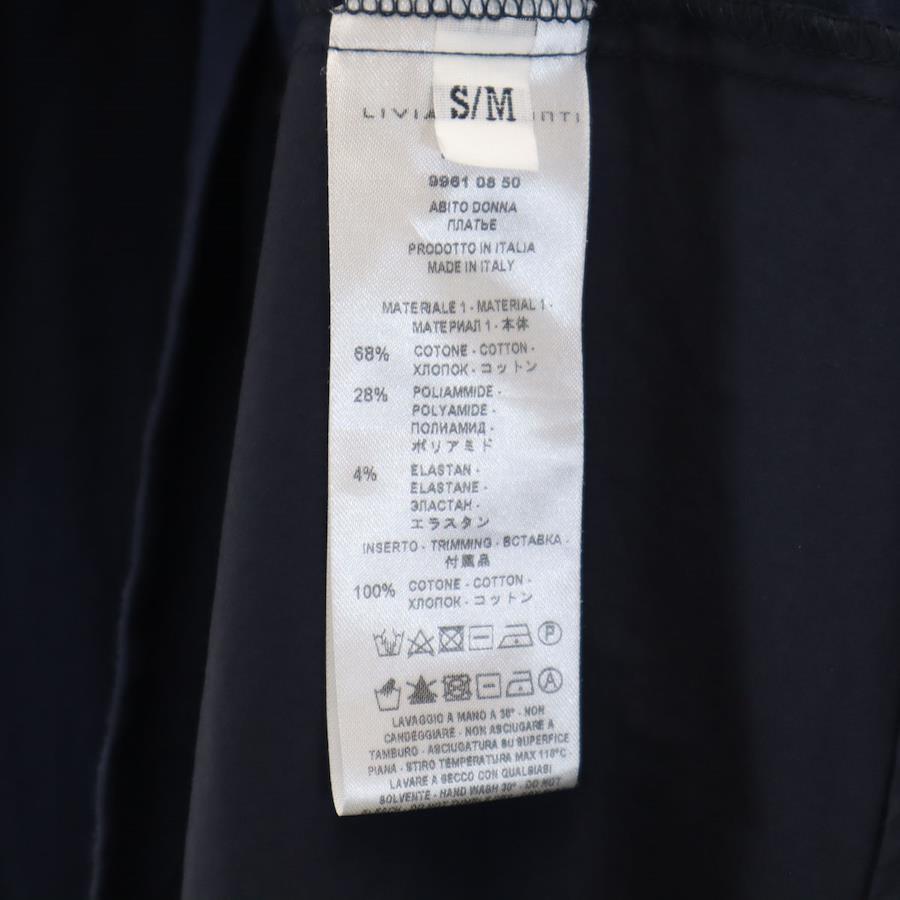 S/M
LIVIA
9961 08 50
ABITO DONNA
ПЛАТЬЕ
PRODOTTO IN ITALIA
MADE IN ITALY
MATERIALE 1 - MATERIAL 1 -
МАТЕРИАЛ 1 - 本体
68% COTONE - COTTON -
ХЛОПОК - コットン
28% POLIAMMIDE -
POLYAMIDE -
ПОЛИАМИД -
ポリアミド
4% ELASTAN -
ELASTANE -
ЭЛАСТАН -
エラスタン
INSERTO - TRIMMING - ВСТАВКА -
付属品
100% COTONE - COTTON -
ХЛОПОК - コットン
P
A
LAVAGGIO A MANO A 30° - NON
CANDEGGIARE - NON ASCIUGARE A
TAMBURO - ASCIUGATURA SU SUPERFICE
PIANA - STIRO TEMPERATURA MAX 110°C -
LAVARE A SECCO CON QUALSIASI
SOLVENTE - HAND WASH 30° - DO NOT